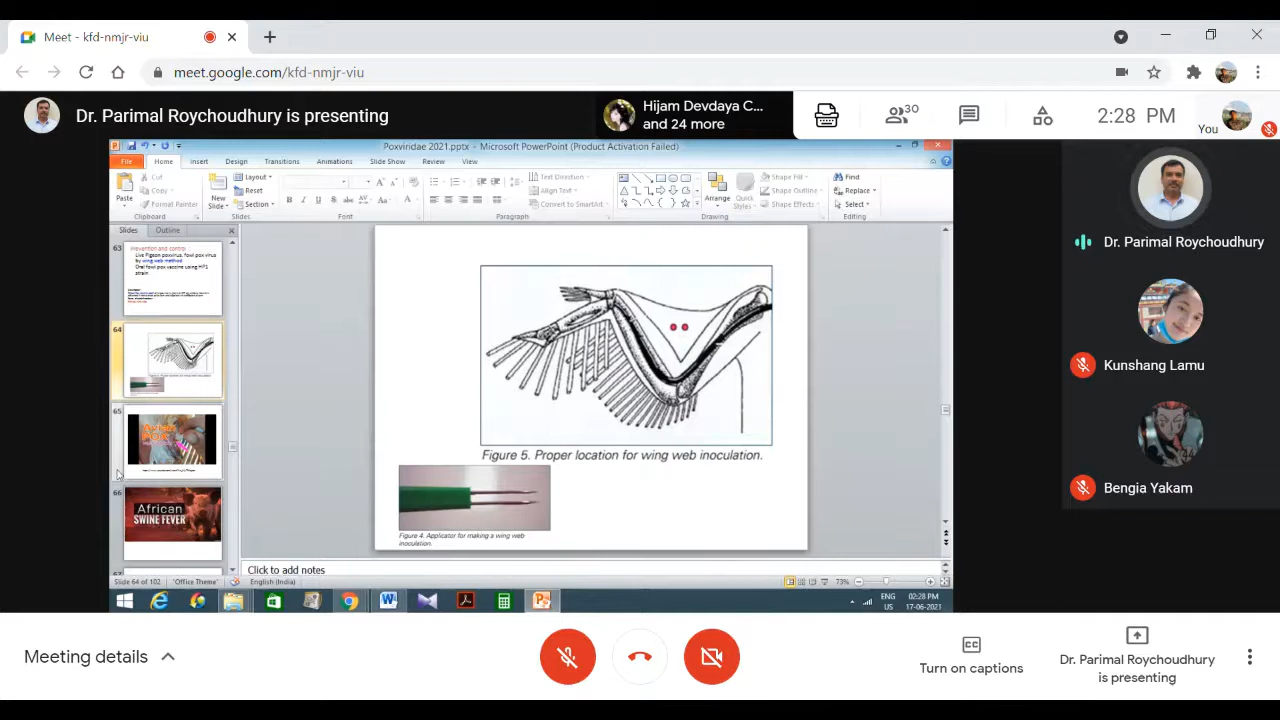 Meet - kfd-nmjr-viu
meet.google.com/kfd-nmjr-viu
Dr. Parimal Roychoudhury is presenting
Hijam Devdaya C...
and 24 more
30
2:28 PM
You
Poxviridae 2021.pptx - Microsoft PowerPoint (Product Activation Failed)
File Home Insert Design Transitions Animations Slide Show Review View
Paste
Cut
Copy
Format Painter
Clipboard
New
Slide
Layout
Reset
Section
Slides
Font
Text Direction
Align Text
Convert to SmartArt
Paragraph
Arrange
Quick
Styles
Shape Fill
Shape Outline
Shape Effects
Drawing
Find
Replace
Select
Editing
Slides Outline
63
Prevention and control
Live Pigeon poxvirus, fowl pox virus
by wing web method
Oral fowl pox vaccine using HP1
strain
64
65
66
African
SWINE FEVER
Figure 5. Proper location for wing web inoculation.
Figure 4. Applicator for making a wing web
inoculation.
Click to add notes
Slide 64 of 102 "Office Theme" English (India) 73%
ENG
US
02:28 PM
17-06-2021
Dr. Parimal Roychoudhury
Kunshang Lamu
Bengia Yakam
Meeting details
Turn on captions
Dr. Parimal Roychoudhury
is presenting